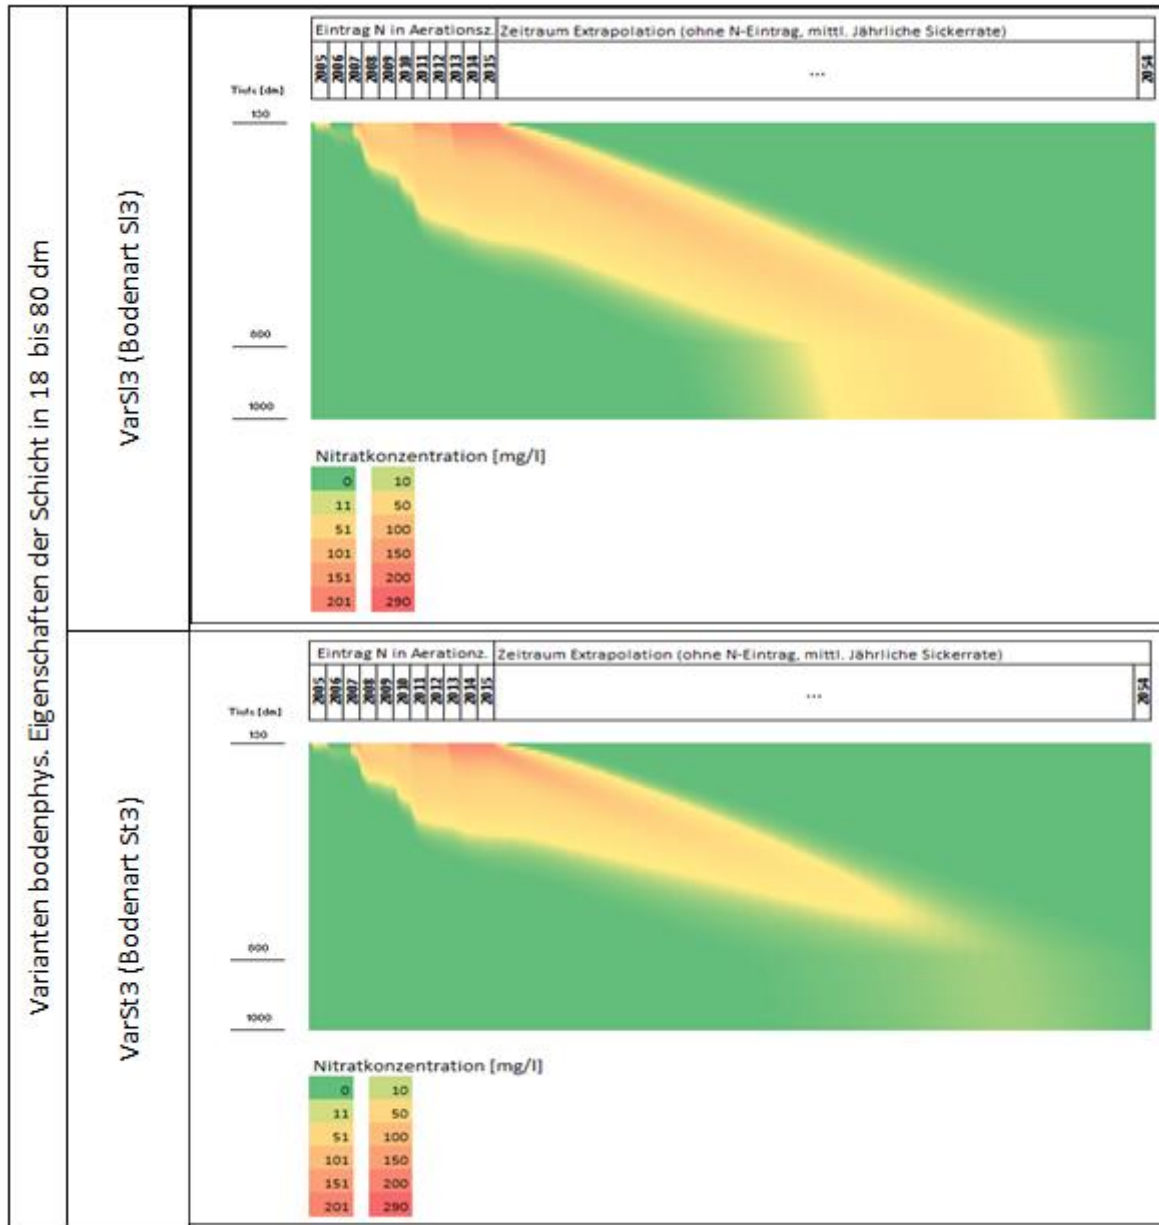 Varianten bodenphys. Eigenschaften der Schicht in 18 bis 80 dm
VarSl3 (Bodenart Sl3)
Eintrag N in Aerationsz. Zeitraum Extrapolation (ohne N-Eintrag, mittl. Jährliche Sickerrate)
2005 2006 2007 2008 2009 2010 2011 2012 2013 2014 2015 ... 2054
Tiefe [dm]
800
1000
Nitratkonzentration [mg/l]
0 10
11 50
51 100
101 150
151 200
201 290
VarSt3 (Bodenart St3)
Eintrag N in Aerationz. Zeitraum Extrapolation (ohne N-Eintrag, mittl. Jährliche Sickerrate)
2005 2006 2007 2008 2009 2010 2011 2012 2013 2014 2015 ... 2054
Tiefe [dm]
800
1000
Nitratkonzentration [mg/l]
0 10
11 50
51 100
101 150
151 200
201 290